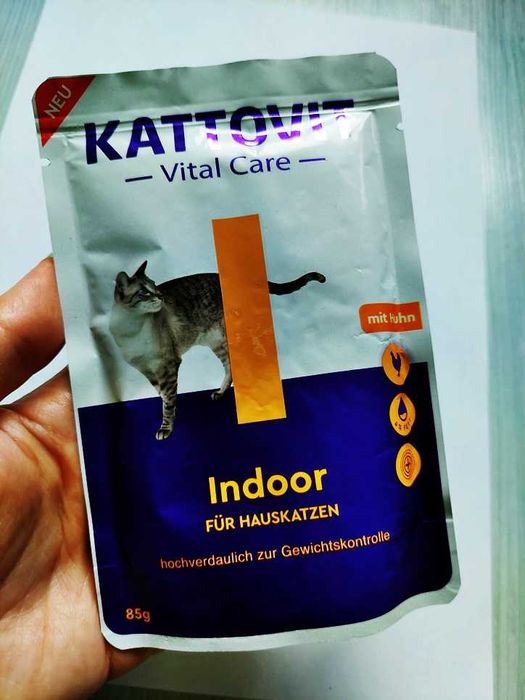 NEU
KATTOVIT
— Vital Care —
mit Huhn
Indoor
FÜR HAUSKATZEN
hochverdaulich zur Gewichtskontrolle
85g